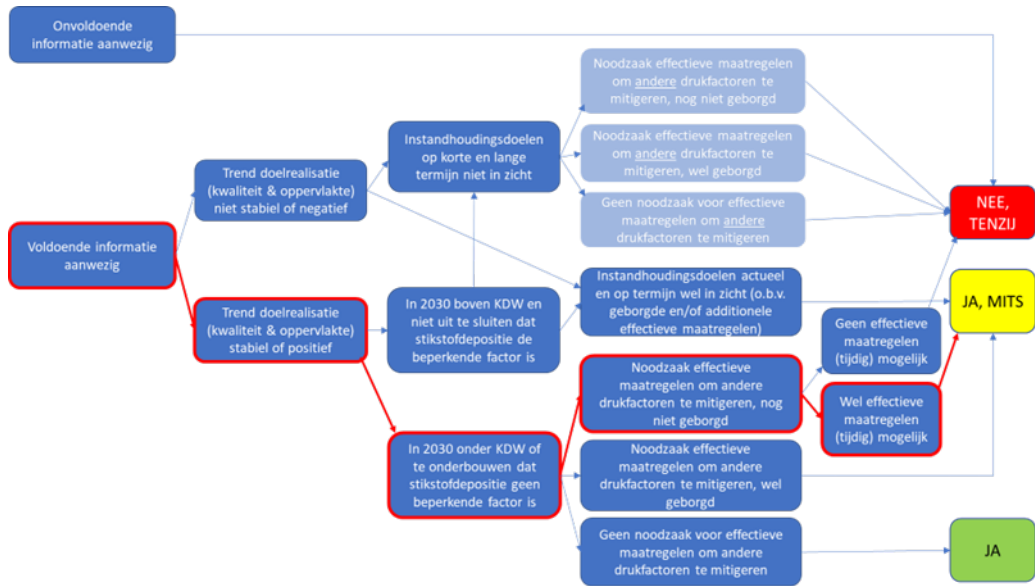 Onvoldoende
informatie aanwezig
Voldoende informatie
aanwezig
Trend doelrealisatie
(kwaliteit & oppervlakte)
niet stabiel of negatief
Trend doelrealisatie
(kwaliteit & oppervlakte)
stabiel of positief
Instandhoudingsdoelen
op korte en lange
termijn niet in zicht
In 2030 boven KDW en
niet uit te sluiten dat
stikstofdepositie de
beperkende factor is
In 2030 onder KDW of
te onderbouwen dat
stikstofdepositie geen
beperkende factor is
Noodzaak effectieve maatregelen
om andere drukfactoren te
mitigeren, nog niet geborgd
Noodzaak effectieve maatregelen
om andere drukfactoren te
mitigeren, wel geborgd
Geen noodzaak voor effectieve
maatregelen om andere
drukfactoren te mitigeren
Instandhoudingsdoelen actueel
en op termijn wel in zicht (o.b.v.
geborgde en/of additionele
effectieve maatregelen)
Noodzaak effectieve
maatregelen om andere
drukfactoren te mitigeren, nog
niet geborgd
Noodzaak effectieve
maatregelen om andere
drukfactoren te mitigeren, wel
geborgd
Geen noodzaak voor effectieve
maatregelen om andere
drukfactoren te mitigeren
Geen effectieve
maatregelen
(tijdig) mogelijk
Wel effectieve
maatregelen
(tijdig) mogelijk
NEE,
TENZIJ
JA, MITS
JA